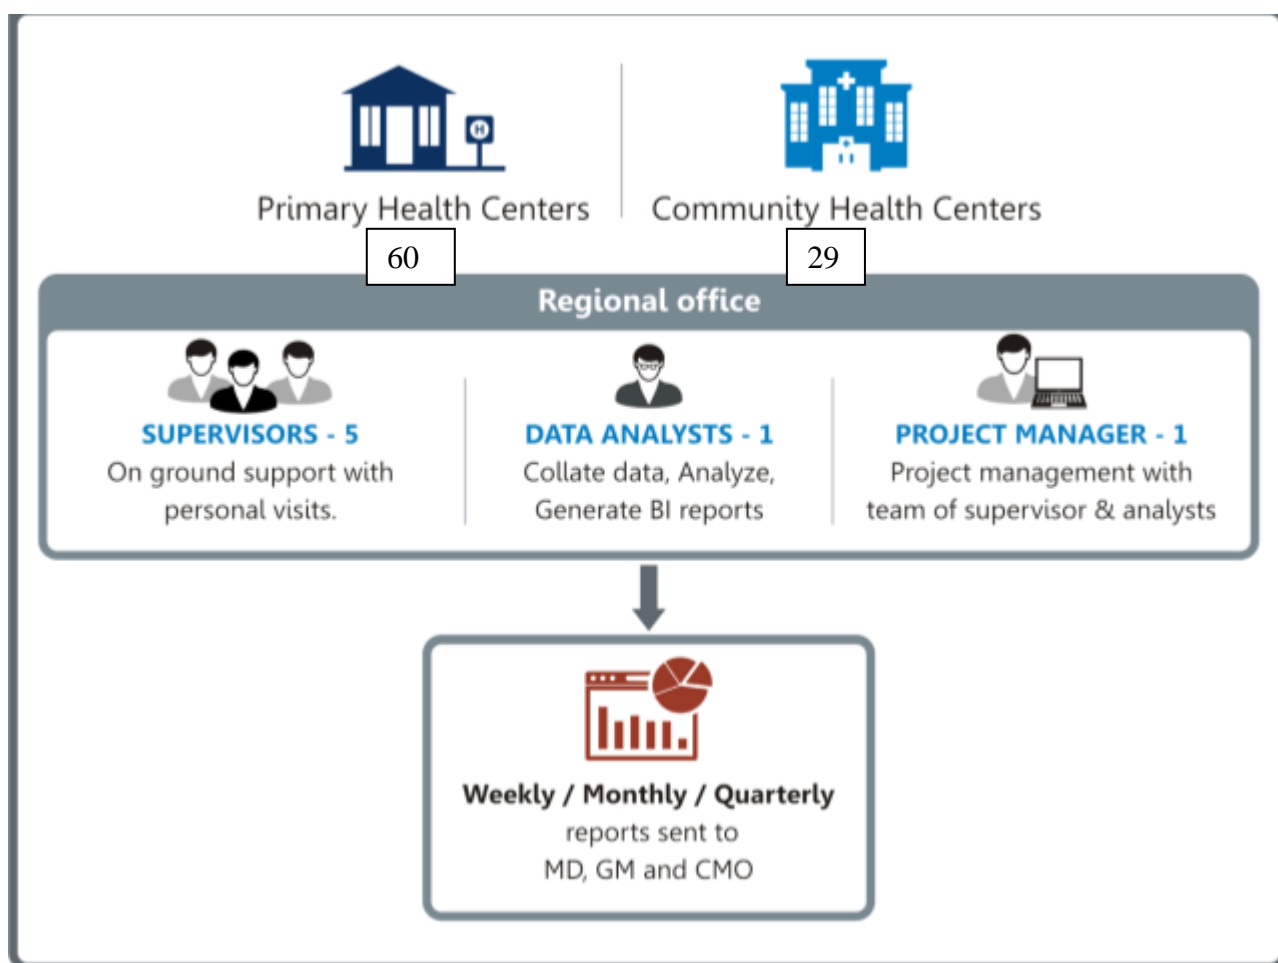 H
Primary Health Centers
Community Health Centers
60
29
Regional office
SUPERVISORS - 5
On ground support with
personal visits.
DATA ANALYSTS - 1
Collate data, Analyze,
Generate BI reports
PROJECT MANAGER - 1
Project management with
team of supervisor & analysts
Weekly / Monthly / Quarterly
reports sent to
MD, GM and CMO